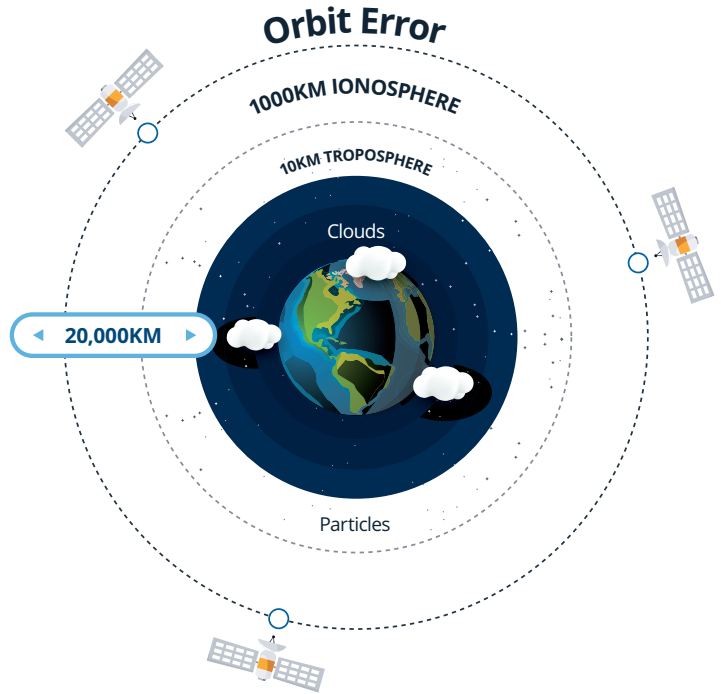 Orbit Error
1000KM IONOSPHERE
10KM TROPOSPHERE
Clouds
20,000KM
Particles